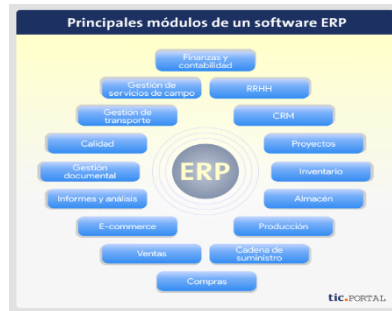 Principales módulos de un software ERP
Finanzas y
contabilidad
Gestión de
servicios de campo
RRHH
Gestión de
transporte
CRM
Calidad
Proyectos
Gestión
documental
ERP
Inventario
Informes y análisis
Almacén
E-commerce
Producción
Ventas
Cadena de
suministro
Compras
tic.PORTAL